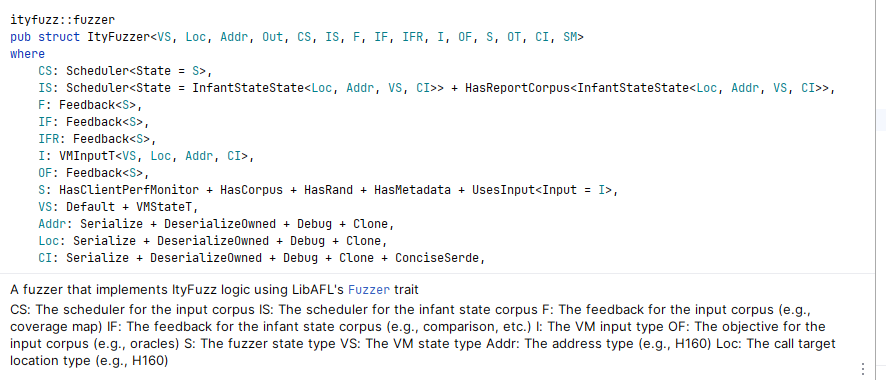 ityfuzz::fuzzer
pub struct ItyFuzzer<VS, Loc, Addr, Out, CS, IS, F, IF, IFR, I, OF, S, OT, CI, SM>
where
    CS: Scheduler<State = S>,
    IS: Scheduler<State = InfantStateState<Loc, Addr, VS, CI>> + HasReportCorpus<InfantStateState<Loc, Addr, VS, CI>>,
    F: Feedback<S>,
    IF: Feedback<S>,
    IFR: Feedback<S>,
    I: VMInputT<VS, Loc, Addr, CI>,
    OF: Feedback<S>,
    S: HasClientPerfMonitor + HasCorpus + HasRand + HasMetadata + UsesInput<Input = I>,
    VS: Default + VMStateT,
    Addr: Serialize + DeserializeOwned + Debug + Clone,
    Loc: Serialize + DeserializeOwned + Debug + Clone,
    CI: Serialize + DeserializeOwned + Debug + Clone + ConciseSerde,
A fuzzer that implements ItyFuzz logic using LibAFL's Fuzzer trait
CS: The scheduler for the input corpus IS: The scheduler for the infant state corpus F: The feedback for the input corpus (e.g.,
coverage map) IF: The feedback for the infant state corpus (e.g., comparison, etc.) I: The VM input type OF: The objective for the
input corpus (e.g., oracles) S: The fuzzer state type VS: The VM state type Addr: The address type (e.g., H160) Loc: The call target
location type (e.g., H160)